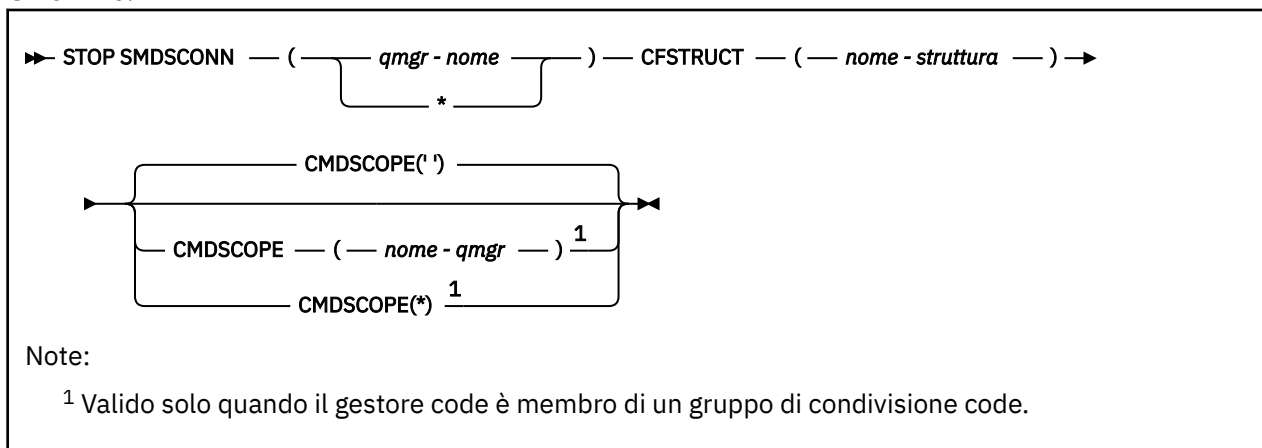 STOP SMDSCONN ( qmgr - nome ) CFSTRUCT ( nome - struttura )
*
CMDSCOPE(' ')
CMDSCOPE ( nome - qmgr ) 1
CMDSCOPE(*) 1
Note:
1 Valido solo quando il gestore code è membro di un gruppo di condivisione code.